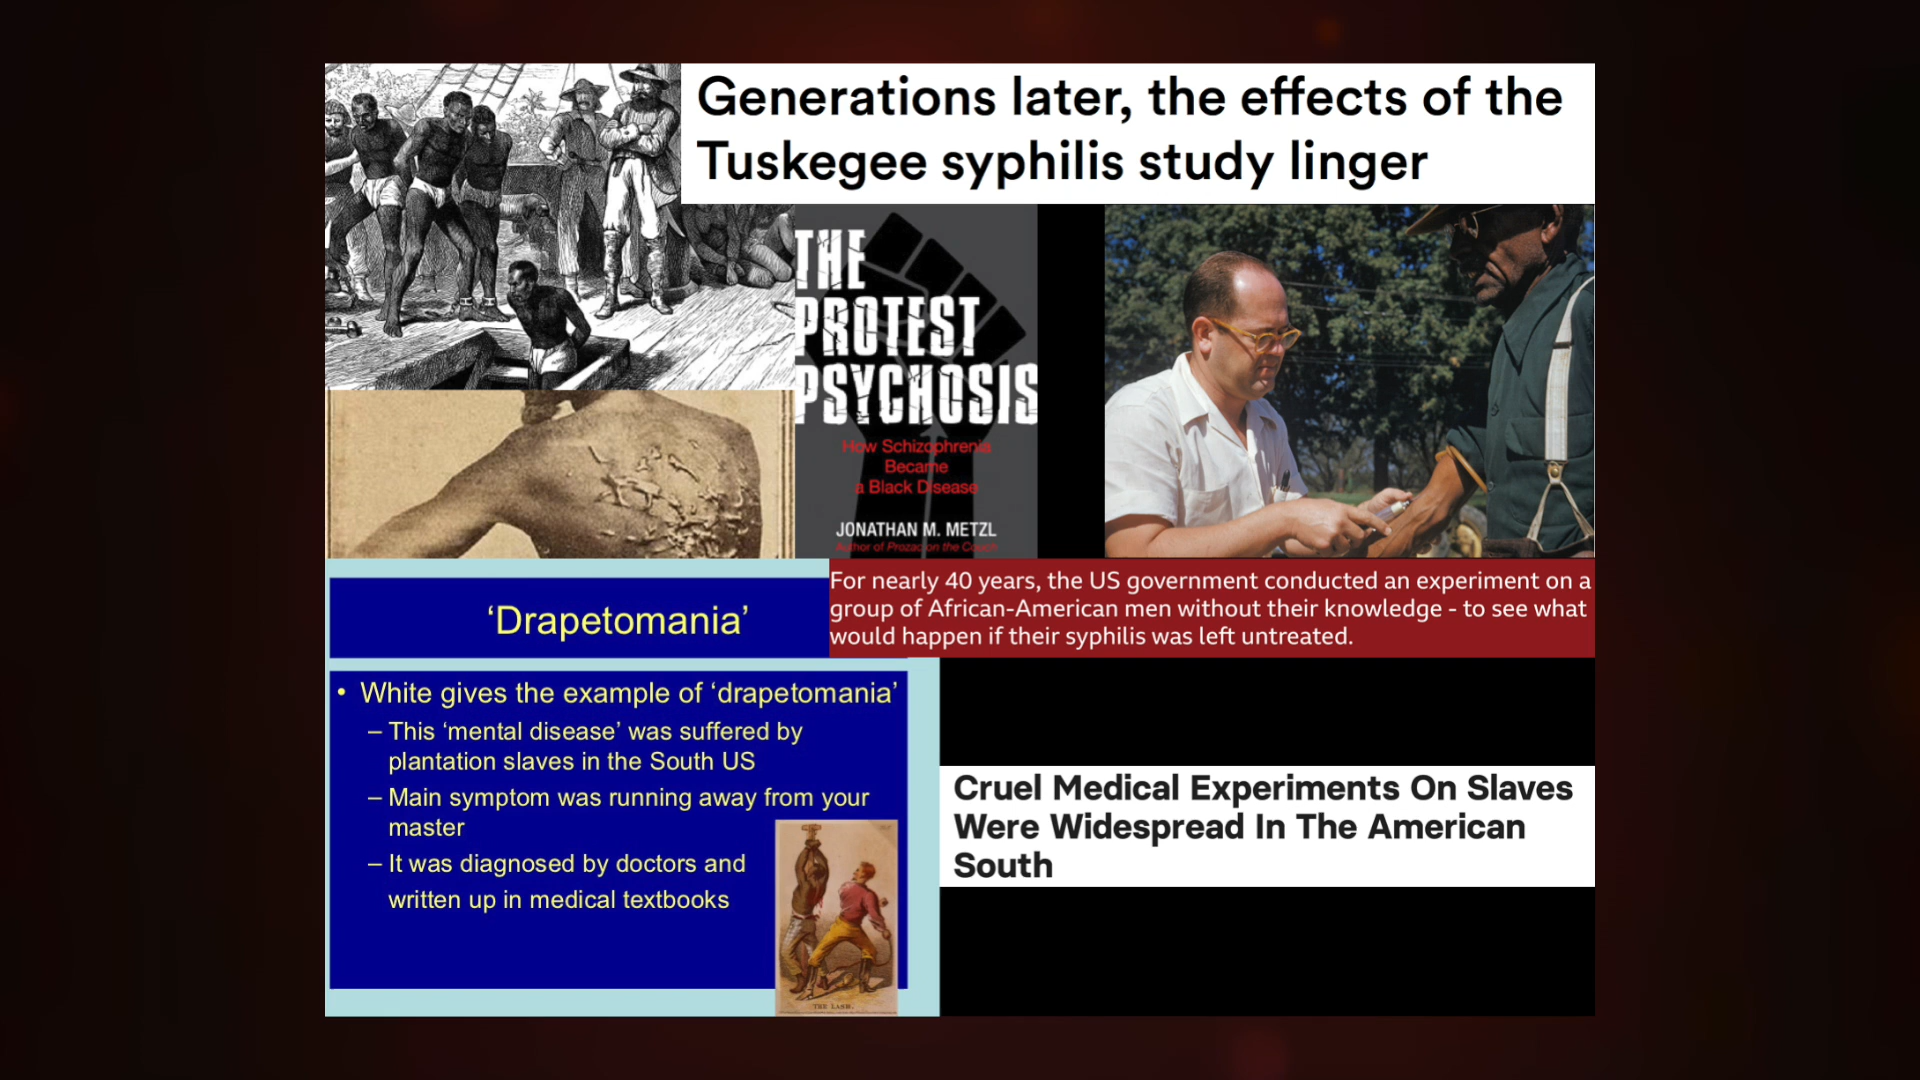 Generations later, the effects of the
Tuskegee syphilis study linger
THE
PROTEST
PSYCHOSIS
How Schizophrenia
Became
a Black Disease
JONATHAN M. METZL
Author of Prozac on the Couch
For nearly 40 years, the US government conducted an experiment on a
group of African-American men without their knowledge - to see what
would happen if their syphilis was left untreated.
‘Drapetomania’
• White gives the example of ‘drapetomania’
– This ‘mental disease’ was suffered by
plantation slaves in the South US
– Main symptom was running away from your
master
– It was diagnosed by doctors and
written up in medical textbooks
THE LASH.
Cruel Medical Experiments On Slaves
Were Widespread In The American
South